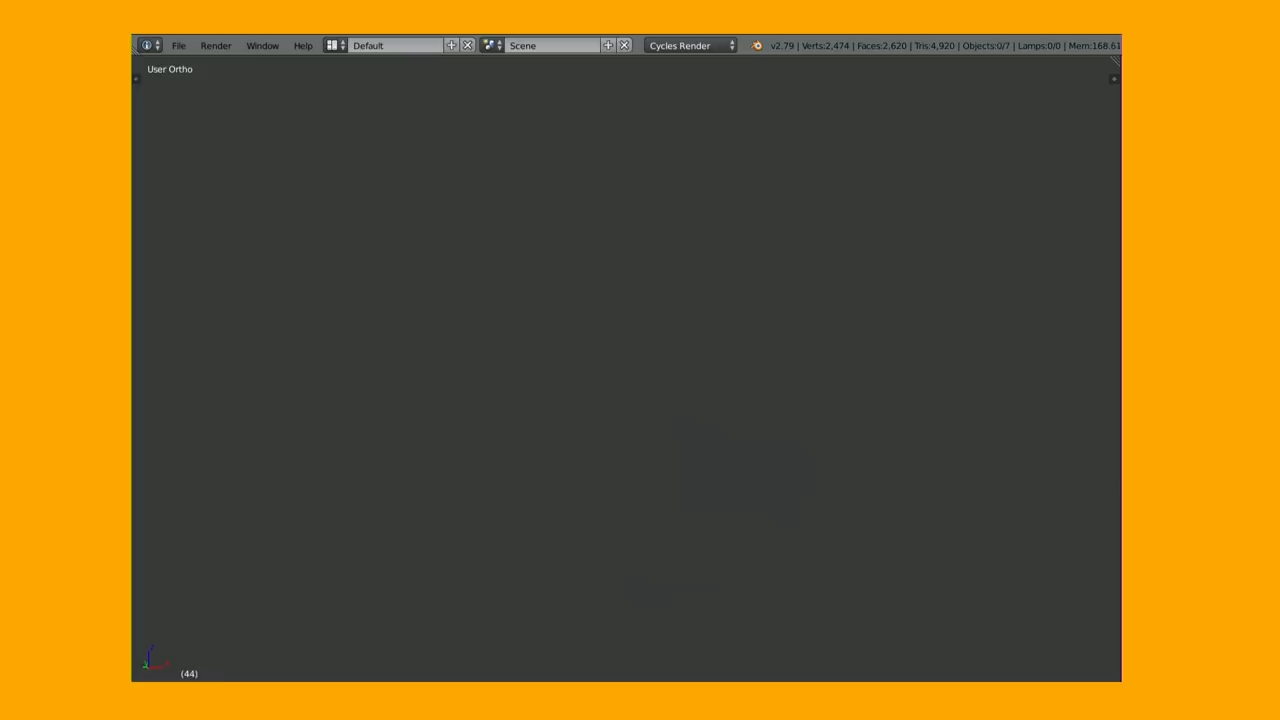 File Render Window Help Default Scene Cycles Render v2.79 | Verts:2,474 | Faces:2,620 | Tris:4,920 | Objects:0/7 | Lamps:0/0 | Mem:168.61
User Ortho
(44)